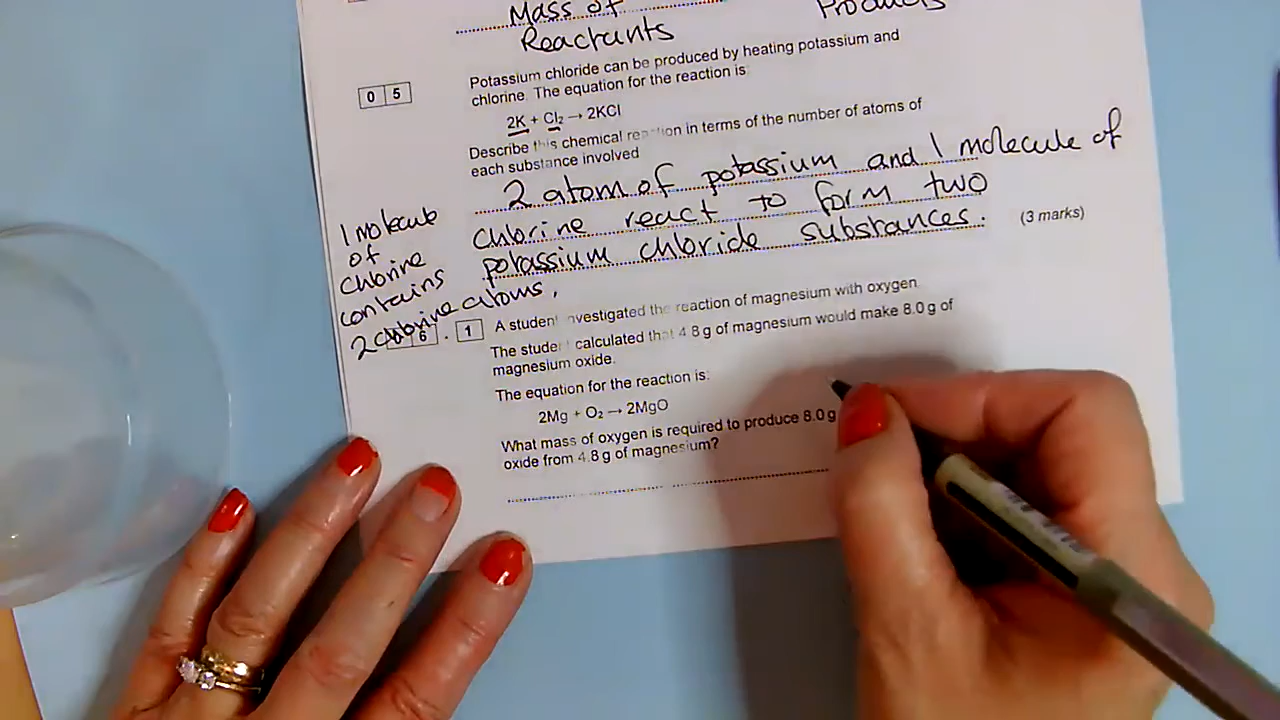 Mass of Products
Reactants
0 5
Potassium chloride can be produced by heating potassium and
chlorine. The equation for the reaction is
2K + Cl₂ → 2KCl
Describe this chemical reaction in terms of the number of atoms of
each substance involved
2 atom of potassium and 1 molecule of
chlorine react to form two
potassium chloride substances.
(3 marks)
1 molecule
of
chlorine
contains
2 chlorine atoms,
6 . 1
A student investigated the reaction of magnesium with oxygen.
The student calculated that 4.8 g of magnesium would make 8.0 g of
magnesium oxide.
The equation for the reaction is:
2Mg + O₂ → 2MgO
What mass of oxygen is required to produce 8.0 g
oxide from 4.8 g of magnesium?